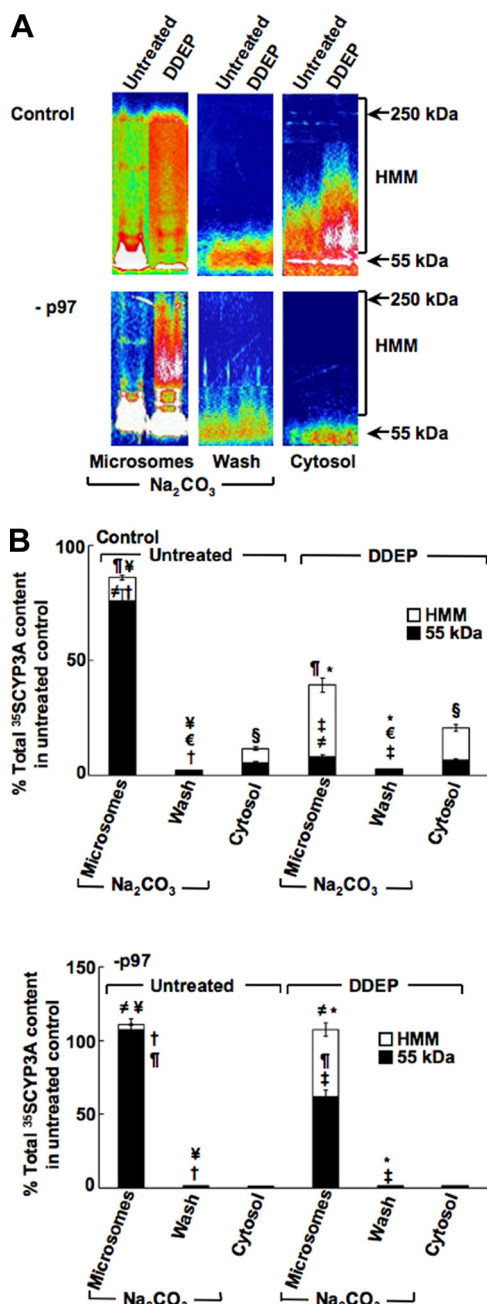 A
Untreated DDEP Untreated DDEP Untreated DDEP
Control
250 kDa
HMM
55 kDa
- p97
250 kDa
HMM
55 kDa
Microsomes Wash Cytosol
Na₂CO₃
B
Control
Untreated DDEP
% Total ³⁵SCYP3A content
in untreated control
100
50
0
¶¥
≠†
¥
€
†
§
¶ *
‡
≠
*
€
‡
§
HMM
55 kDa
Microsomes Wash Cytosol Microsomes Wash Cytosol
Na₂CO₃ Na₂CO₃
-p97
Untreated DDEP
% Total ³⁵SCYP3A content
in untreated control
150
100
50
0
≠ ¥
†
¶
¥
†
≠ *
¶
‡
*
‡
HMM
55 kDa
Microsomes Wash Cytosol Microsomes Wash Cytosol
Na₂CO₃ Na₂CO₃